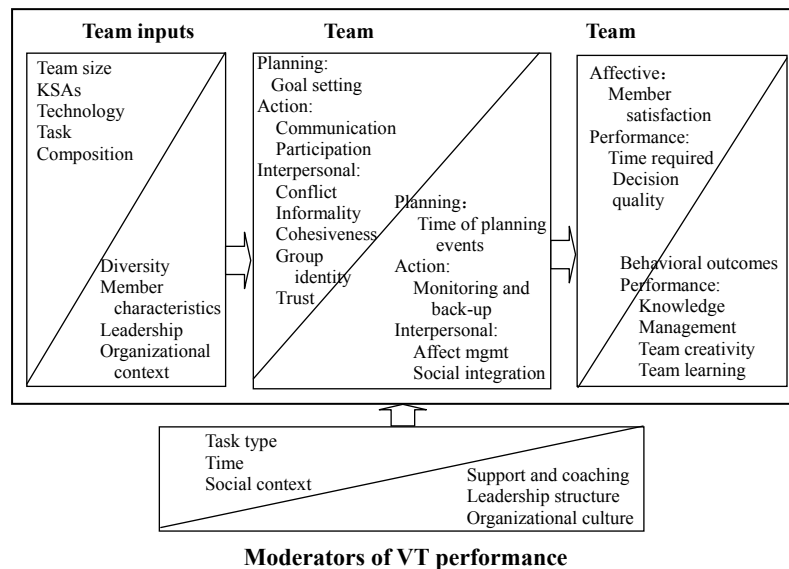 Team inputs
Team size
KSAs
Technology
Task
Composition
Diversity
Member
characteristics
Leadership
Organizational
context
Team
Planning:
Goal setting
Action:
Communication
Participation
Interpersonal:
Conflict
Informality
Cohesiveness
Group
identity
Trust
Planning：
Time of planning
events
Action:
Monitoring and
back-up
Interpersonal:
Affect mgmt
Social integration
Team
Affective：
Member
satisfaction
Performance:
Time required
Decision
quality
Behavioral outcomes
Performance:
Knowledge
Management
Team creativity
Team learning
Task type
Time
Social context
Support and coaching
Leadership structure
Organizational culture
Moderators of VT performance